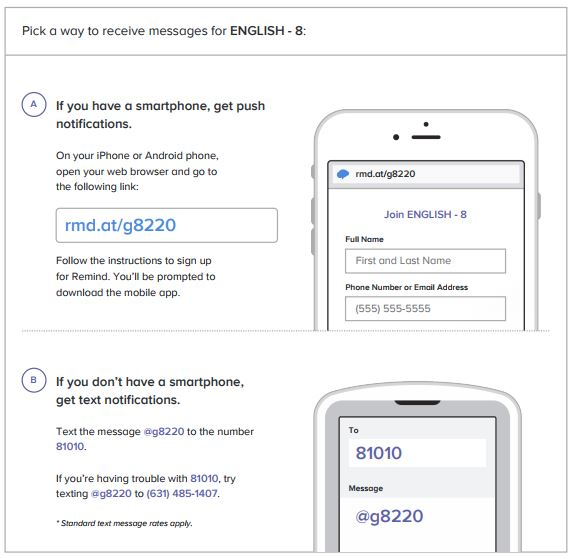 Pick a way to receive messages for ENGLISH - 8:
A
If you have a smartphone, get push
notifications.
On your iPhone or Android phone,
open your web browser and go to
the following link:
rmd.at/g8220
Follow the instructions to sign up
for Remind. You'll be prompted to
download the mobile app.
rmd.at/g8220
Join ENGLISH - 8
Full Name
First and Last Name
Phone Number or Email Address
(555) 555-5555
B
If you don't have a smartphone,
get text notifications.
Text the message @g8220 to the number
81010.
If you're having trouble with 81010, try
texting @g8220 to (631) 485-1407.
* Standard text message rates apply.
To
81010
Message
@g8220